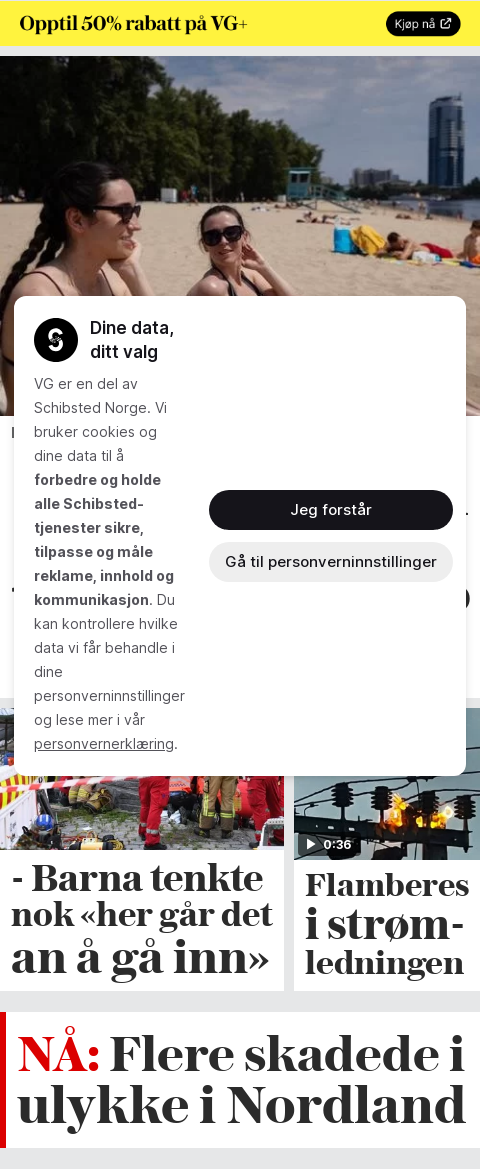 Opptil 50% rabatt på VG+
Kjøp nå
Dine data,
ditt valg
VG er en del av
Schibsted Norge. Vi
bruker cookies og
dine data til å
forbedre og holde
alle Schibsted-
tjenester sikre,
tilpasse og måle
reklame, innhold og
kommunikasjon. Du
kan kontrollere hvilke
data vi får behandle i
dine
personverninnstillinger
og lese mer i vår
personvernerklæring.
Jeg forstår
Gå til personverninnstillinger
0:36
- Barna tenkte
nok «her går det
an å gå inn»
Flamberes
i strøm-
ledningen
NÅ: Flere skadede i
ulykke i Nordland